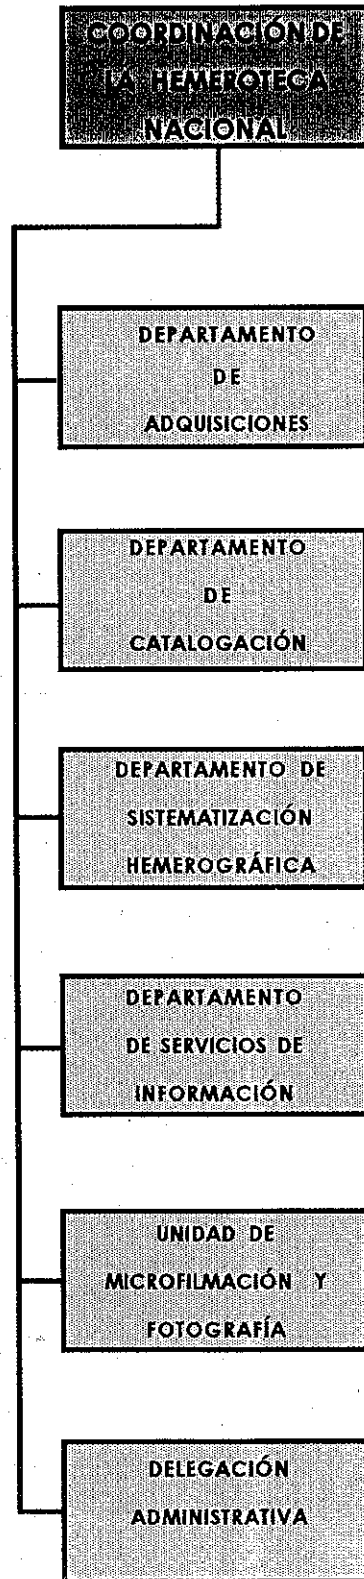 COORDINACIÓN DE
LA HEMEROTECA
NACIONAL
DEPARTAMENTO
DE
ADQUISICIONES
DEPARTAMENTO
DE
CATALOGACIÓN
DEPARTAMENTO DE
SISTEMATIZACIÓN
HEMEROGRÁFICA
DEPARTAMENTO
DE SERVICIOS DE
INFORMACIÓN
UNIDAD DE
MICROFILMACIÓN Y
FOTOGRAFÍA
DELEGACIÓN
ADMINISTRATIVA